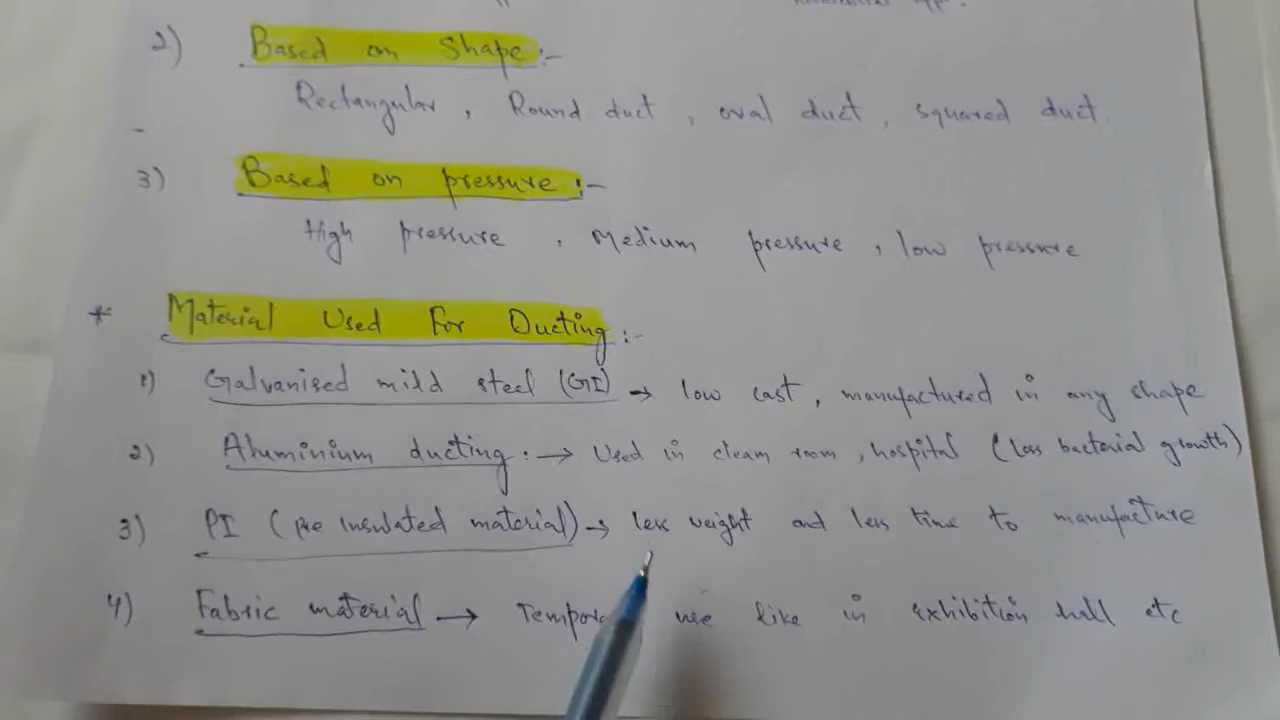 2) Based on Shape :-
Rectangular , Round duct , oval duct , squared duct.
3) Based on pressure :-
High pressure , Medium pressure , low pressure
* Material Used For Ducting :-
1) Galvanised mild steel (GI) → low cast , manufactured in any shape
2) Aluminium ducting :→ Used in clean room , hospital (less bacterial growth)
3) PI (pre insulated material) → less weight and less time to manufacture
4) Fabric material → use like in exhibition hall etc